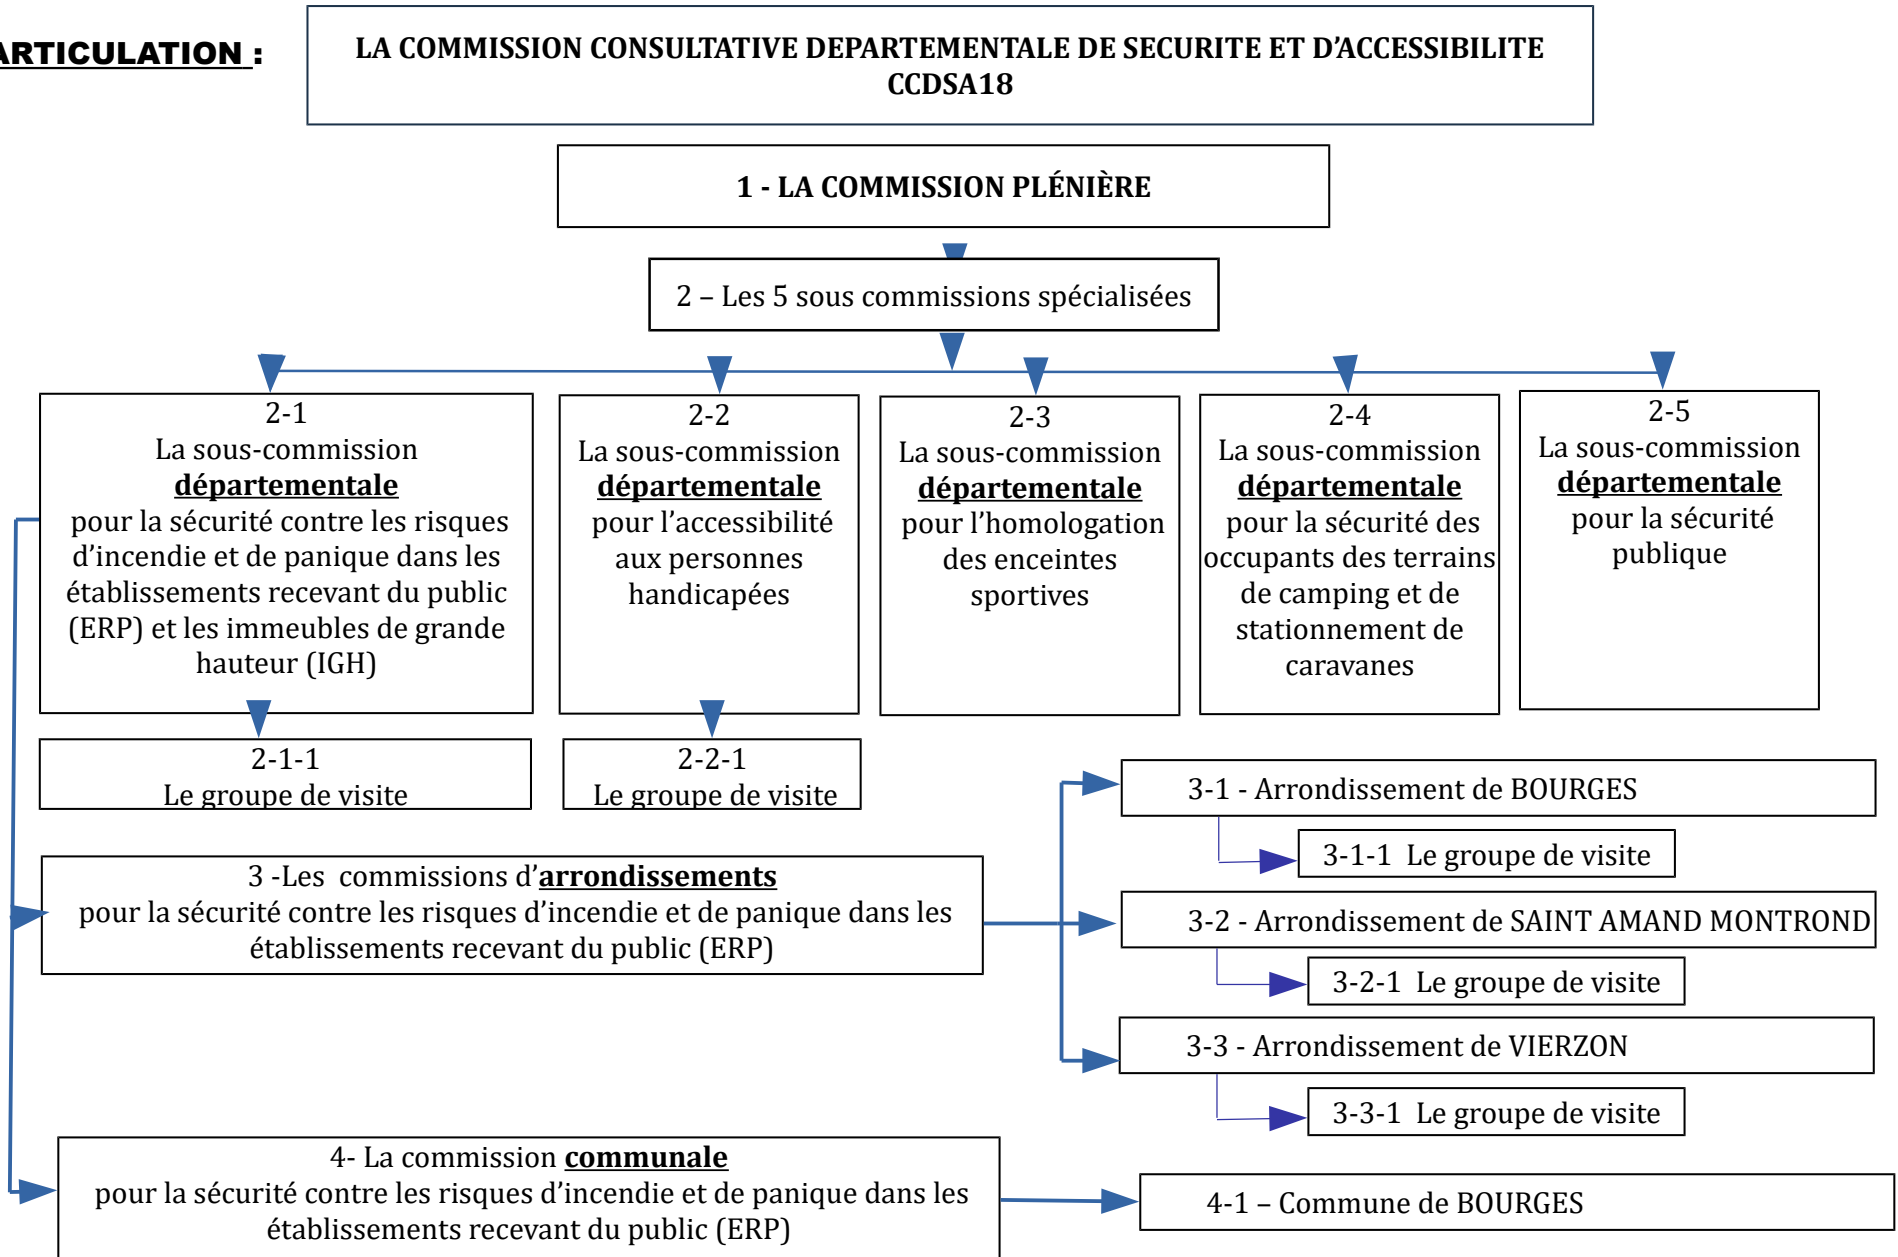 ARTICULATION :
LA COMMISSION CONSULTATIVE DEPARTEMENTALE DE SECURITE ET D’ACCESSIBILITE
CCDSA18
1 - LA COMMISSION PLÉNIÈRE
2 – Les 5 sous commissions spécialisées
2-1
La sous-commission
départementale
pour la sécurité contre les risques
d’incendie et de panique dans les
établissements recevant du public
(ERP) et les immeubles de grande
hauteur (IGH)
2-2
La sous-commission
départementale
pour l’accessibilité
aux personnes
handicapées
2-3
La sous-commission
départementale
pour l’homologation
des enceintes
sportives
2-4
La sous-commission
départementale
pour la sécurité des
occupants des terrains
de camping et de
stationnement de
caravanes
2-5
La sous-commission
départementale
pour la sécurité
publique
2-1-1
Le groupe de visite
2-2-1
Le groupe de visite
3 -Les commissions d’arrondissements
pour la sécurité contre les risques d’incendie et de panique dans les
établissements recevant du public (ERP)
3-1 - Arrondissement de BOURGES
3-1-1 Le groupe de visite
3-2 - Arrondissement de SAINT AMAND MONTROND
3-2-1 Le groupe de visite
3-3 - Arrondissement de VIERZON
3-3-1 Le groupe de visite
4- La commission communale
pour la sécurité contre les risques d’incendie et de panique dans les
établissements recevant du public (ERP)
4-1 – Commune de BOURGES